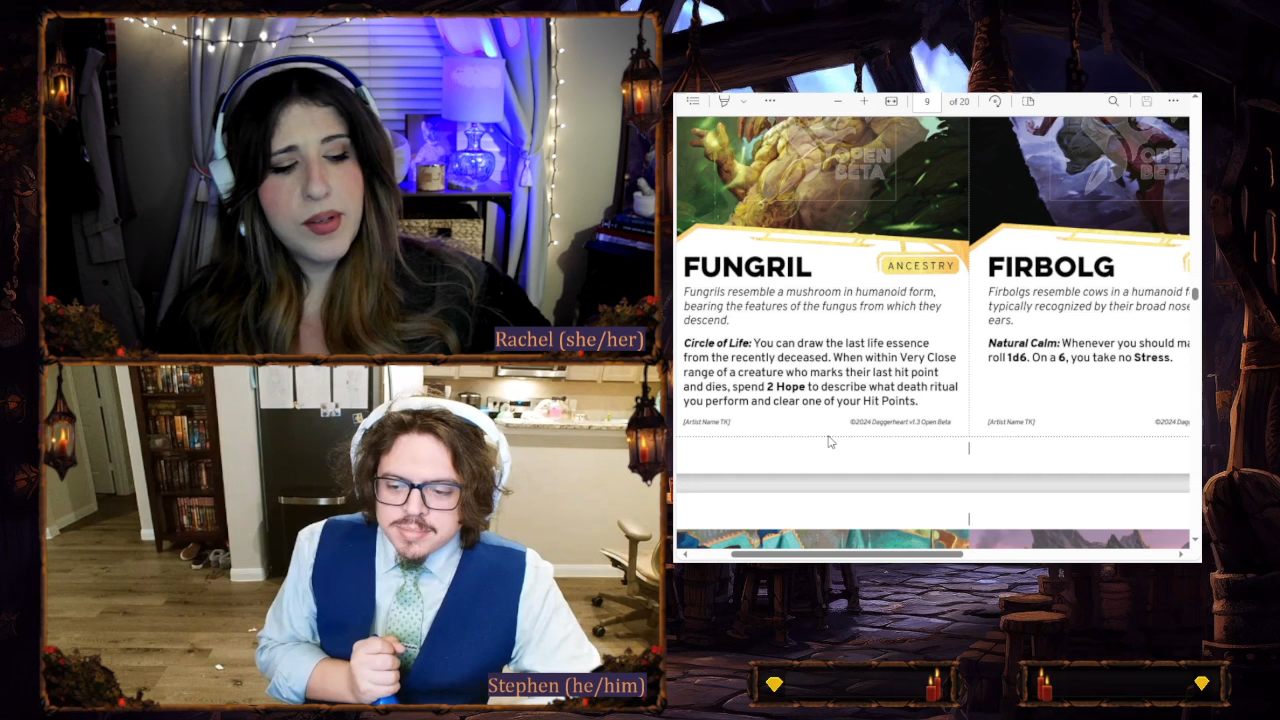 Rachel (she/her)
Stephen (he/him)
9 of 20
OPEN
BETA
OPEN
BETA
FUNGRIL
ANCESTRY
Fungrils resemble a mushroom in humanoid form,
bearing the features of the fungus from which they
descend.
Circle of Life: You can draw the last life essence
from the recently deceased. When within Very Close
range of a creature who marks their last hit point
and dies, spend 2 Hope to describe what death ritual
you perform and clear one of your Hit Points.
[Artist Name TK] ©2024 Daggerheart v1.3 Open Beta
FIRBOLG
Firbolgs resemble cows in a humanoid f
typically recognized by their broad nose
ears.
Natural Calm: Whenever you should ma
roll 1d6. On a 6, you take no Stress.
[Artist Name TK] ©2024 Dagg